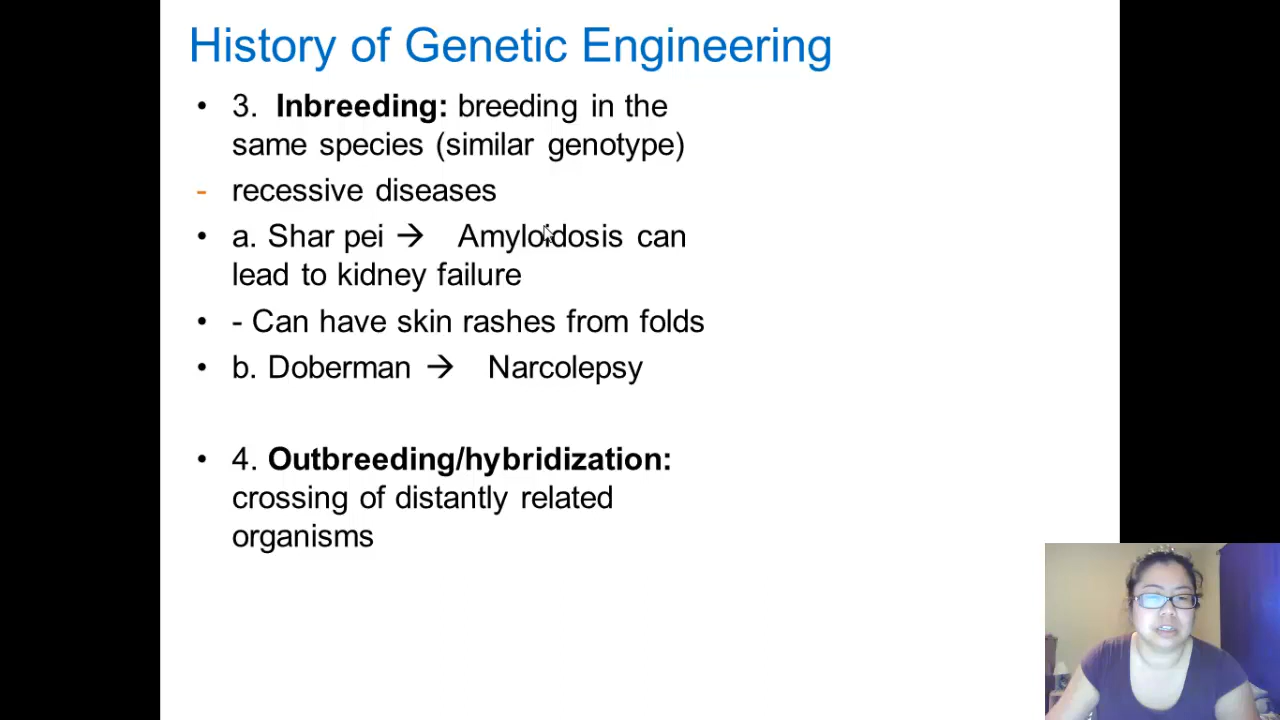 History of Genetic Engineering
• 3. Inbreeding: breeding in the
same species (similar genotype)
- recessive diseases
• a. Shar pei → Amyloidosis can
lead to kidney failure
• - Can have skin rashes from folds
• b. Doberman → Narcolepsy
• 4. Outbreeding/hybridization:
crossing of distantly related
organisms